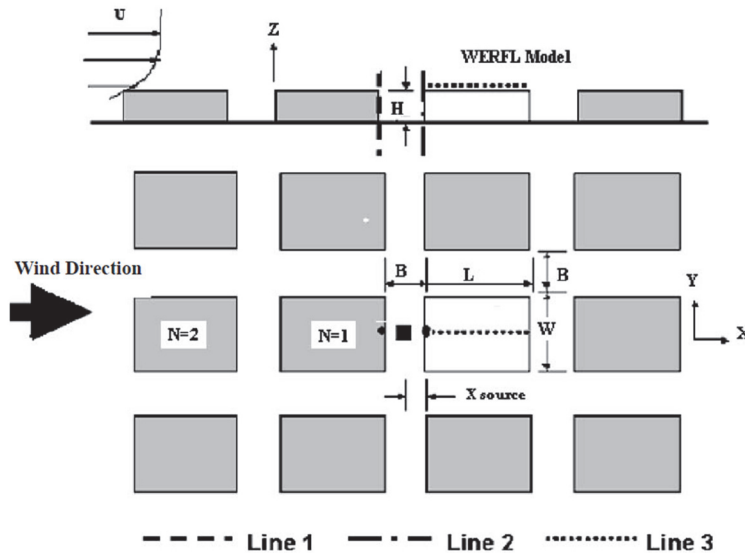 U
Z
WERFL Model
H
Wind Direction
B
L
B
Y
N=2
N=1
W
X
X source
Line 1
Line 2
Line 3